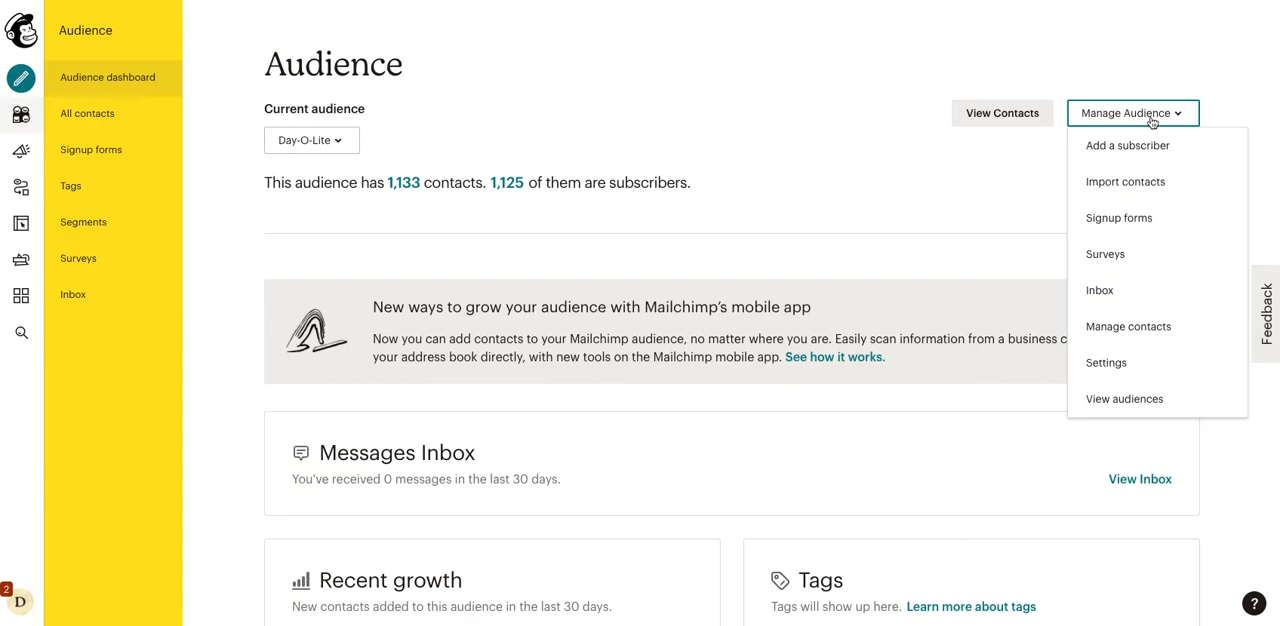 Audience
Audience dashboard
All contacts
Signup forms
Tags
Segments
Surveys
Inbox
2
D
Audience
Current audience
Day-O-Lite
This audience has 1,133 contacts. 1,125 of them are subscribers.
View Contacts
Manage Audience
Add a subscriber
Import contacts
Signup forms
Surveys
Inbox
Manage contacts
Settings
View audiences
New ways to grow your audience with Mailchimp's mobile app
Now you can add contacts to your Mailchimp audience, no matter where you are. Easily scan information from a business c
your address book directly, with new tools on the Mailchimp mobile app. See how it works.
Messages Inbox
You've received 0 messages in the last 30 days.
View Inbox
Recent growth
New contacts added to this audience in the last 30 days.
Tags
Tags will show up here. Learn more about tags
Feedback
?